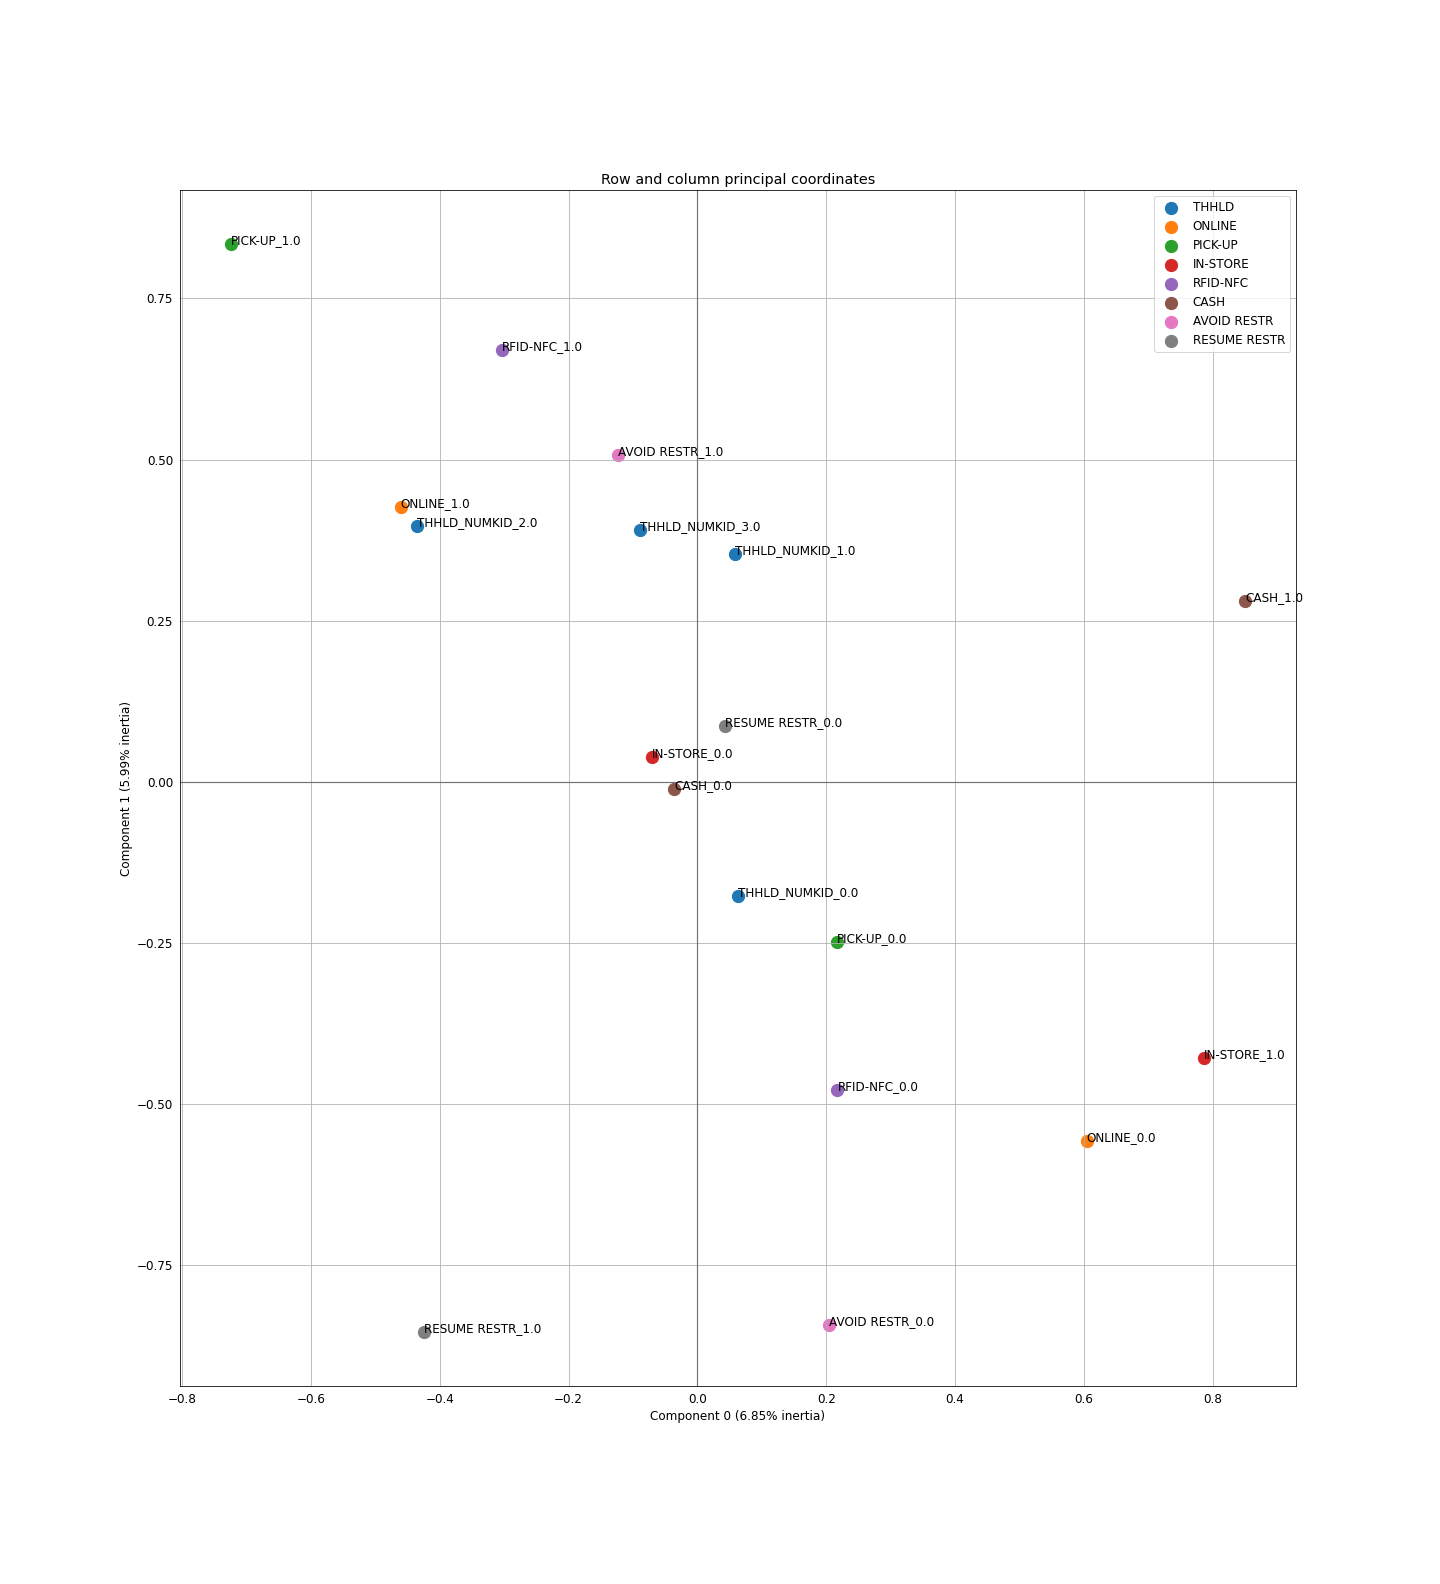 Row and column principal coordinates
THHLD
ONLINE
PICK-UP
IN-STORE
RFID-NFC
CASH
AVOID RESTR
RESUME RESTR
PICK-UP_1.0
RFID-NFC_1.0
AVOID RESTR_1.0
ONLINE_1.0
THHLD_NUMKID_2.0
THHLD_NUMKID_3.0
THHLD_NUMKID_1.0
CASH_1.0
RESUME RESTR_0.0
IN-STORE_0.0
CASH_0.0
THHLD_NUMKID_0.0
PICK-UP_0.0
IN-STORE_1.0
RFID-NFC_0.0
ONLINE_0.0
AVOID RESTR_0.0
RESUME RESTR_1.0
0.75
0.50
0.25
0.00
−0.25
−0.50
−0.75
Component 1 (5.99% inertia)
−0.8 −0.6 −0.4 −0.2 0.0 0.2 0.4 0.6 0.8
Component 0 (6.85% inertia)